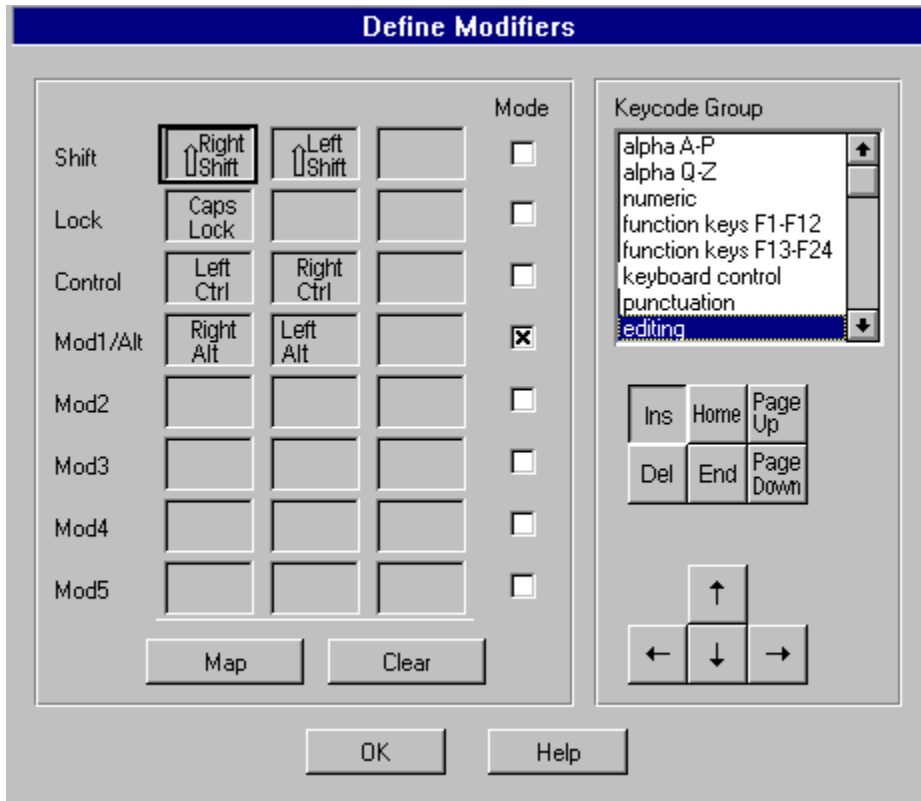 Define Modifiers
Mode
Shift
Right Shift
Left Shift
Lock
Caps Lock
Control
Left Ctrl
Right Ctrl
Mod1/Alt
Right Alt
Left Alt
Mod2
Mod3
Mod4
Mod5
Map
Clear
Keycode Group
alpha A-P
alpha Q-Z
numeric
function keys F1-F12
function keys F13-F24
keyboard control
punctuation
editing
Ins
Home
Page Up
Del
End
Page Down
OK
Help